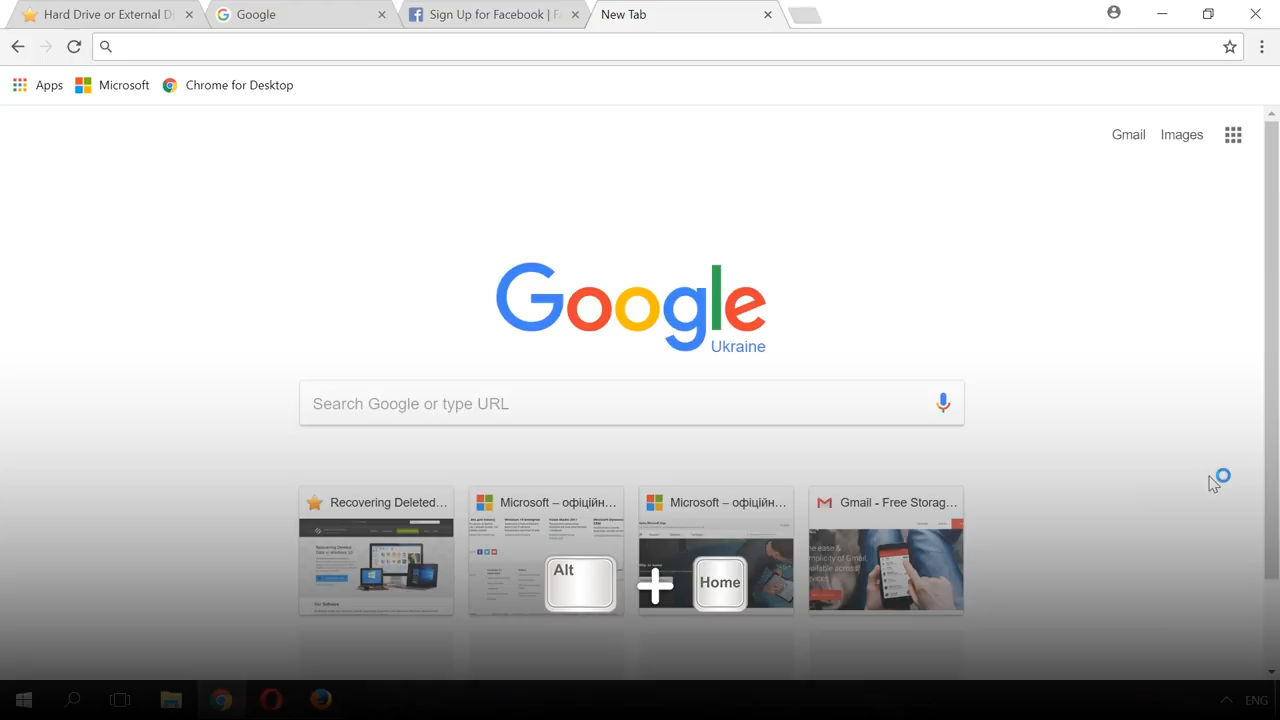 Hard Drive or External Di
Google
Sign Up for Facebook | F
New Tab
Apps
Microsoft
Chrome for Desktop
Gmail
Images
Google
Ukraine
Search Google or type URL
Recovering Deleted...
Microsoft – офіційн...
Microsoft – офіційн...
Gmail - Free Storag...
Alt
Home
ENG